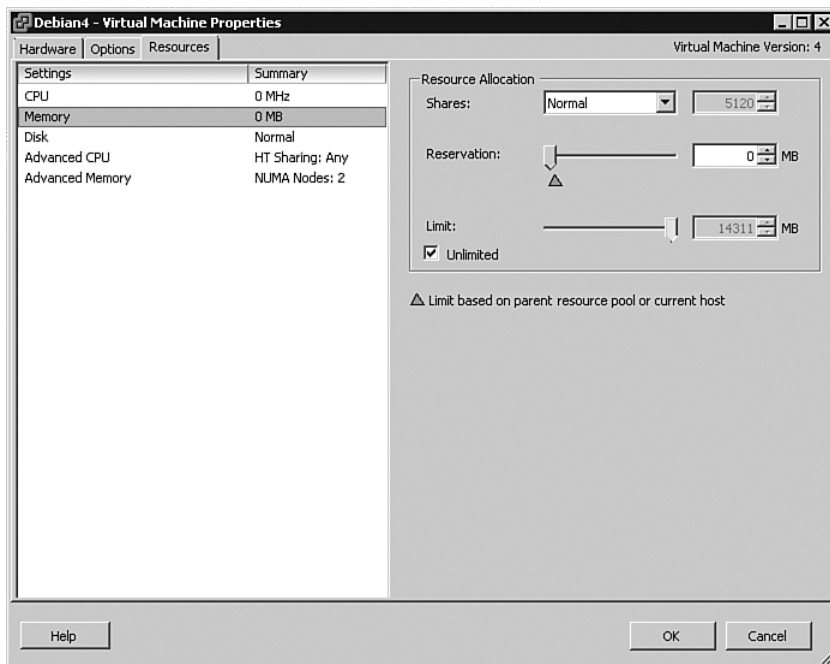 Debian4 - Virtual Machine Properties
Hardware Options Resources Virtual Machine Version: 4
Settings Summary
CPU 0 MHz
Memory 0 MB
Disk Normal
Advanced CPU HT Sharing: Any
Advanced Memory NUMA Nodes: 2
Resource Allocation
Shares: Normal 5120
Reservation: 0 MB
Limit: 14311 MB
Unlimited
Limit based on parent resource pool or current host
Help OK Cancel